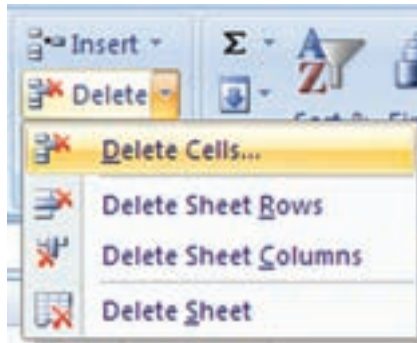 Insert
Σ
A
Z
Delete
Delete Cells...
Delete Sheet Rows
Delete Sheet Columns
Delete Sheet